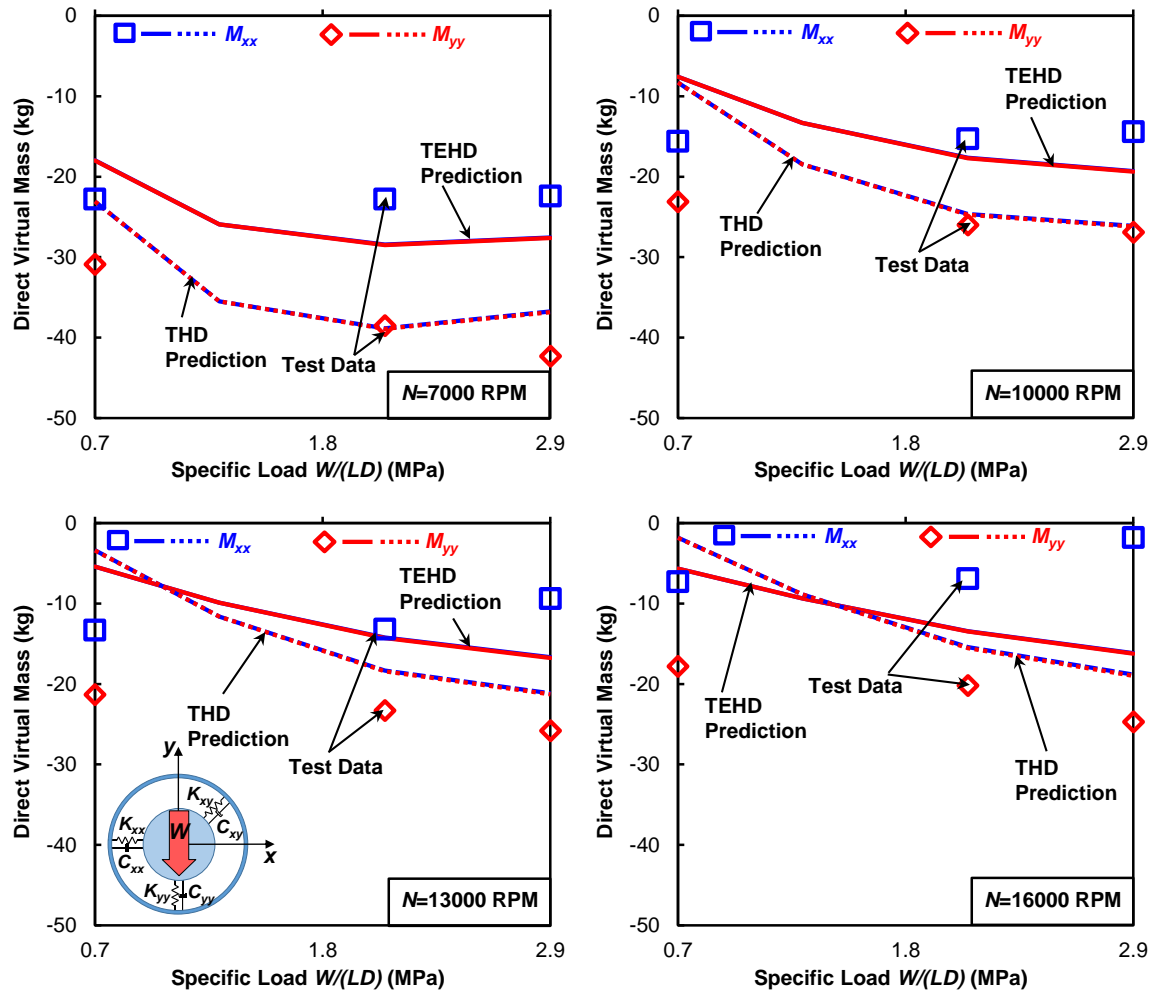 Direct Virtual Mass (kg)
0
-10
-20
-30
-40
-50
Mxx
Myy
TEHD
Prediction
THD
Prediction
Test Data
N=7000 RPM
0.7
1.8
2.9
Specific Load W/(LD) (MPa)
Direct Virtual Mass (kg)
0
-10
-20
-30
-40
-50
Mxx
Myy
TEHD
Prediction
THD
Prediction
Test Data
N=10000 RPM
0.7
1.8
2.9
Specific Load W/(LD) (MPa)
Direct Virtual Mass (kg)
0
-10
-20
-30
-40
-50
Mxx
Myy
TEHD
Prediction
THD
Prediction
Test Data
y
Kxy
Cxy
Kxx
W
x
Cxx
Kyy
Cyy
N=13000 RPM
0.7
1.8
2.9
Specific Load W/(LD) (MPa)
Direct Virtual Mass (kg)
0
-10
-20
-30
-40
-50
Mxx
Myy
Test Data
TEHD
Prediction
THD
Prediction
N=16000 RPM
0.7
1.8
2.9
Specific Load W/(LD) (MPa)